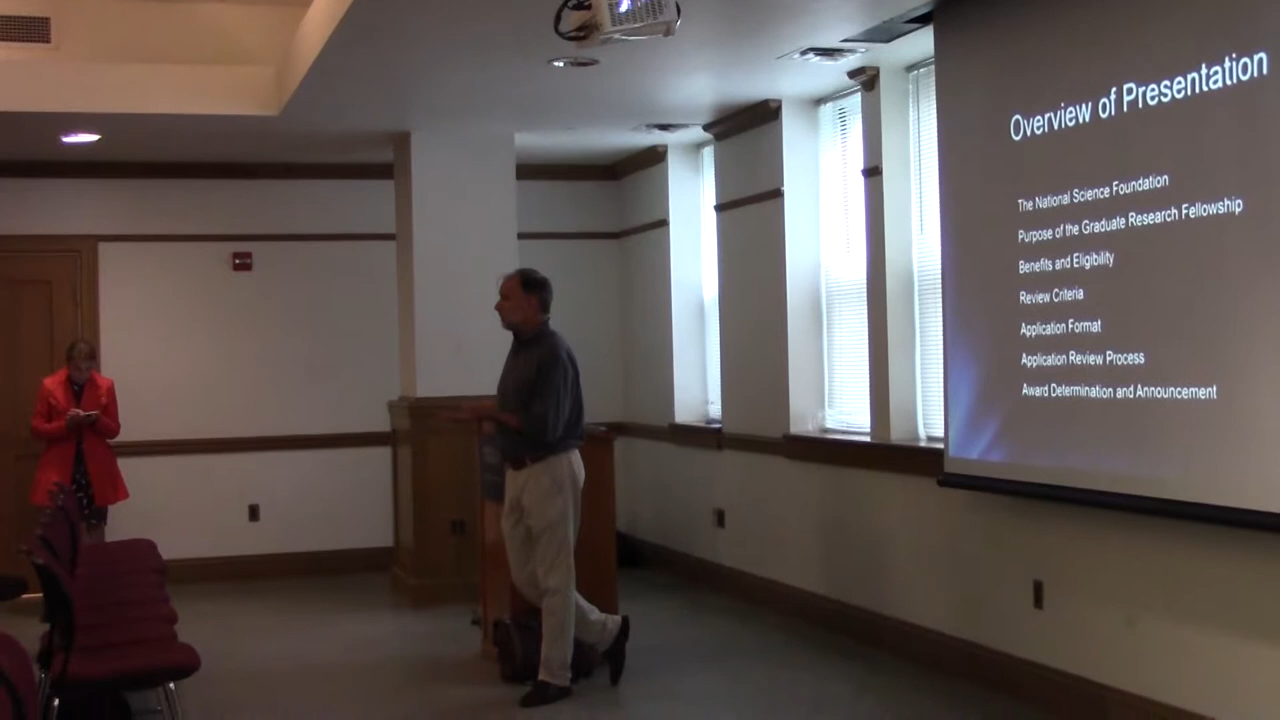 Overview of Presentation
The National Science Foundation
Purpose of the Graduate Research Fellowship
Benefits and Eligibility
Review Criteria
Application Format
Application Review Process
Award Determination and Announcement